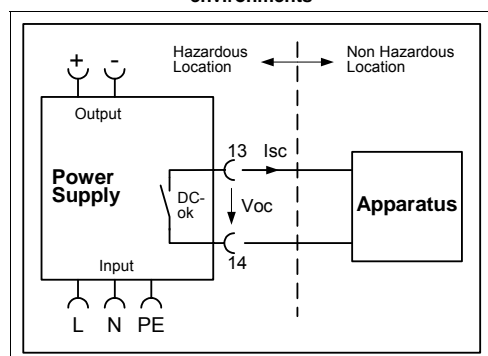 environments
Hazardous
Location
Non Hazardous
Location
+ -
Output
Power
Supply
DC-
ok
13
Isc
Voc
14
Apparatus
Input
L N PE